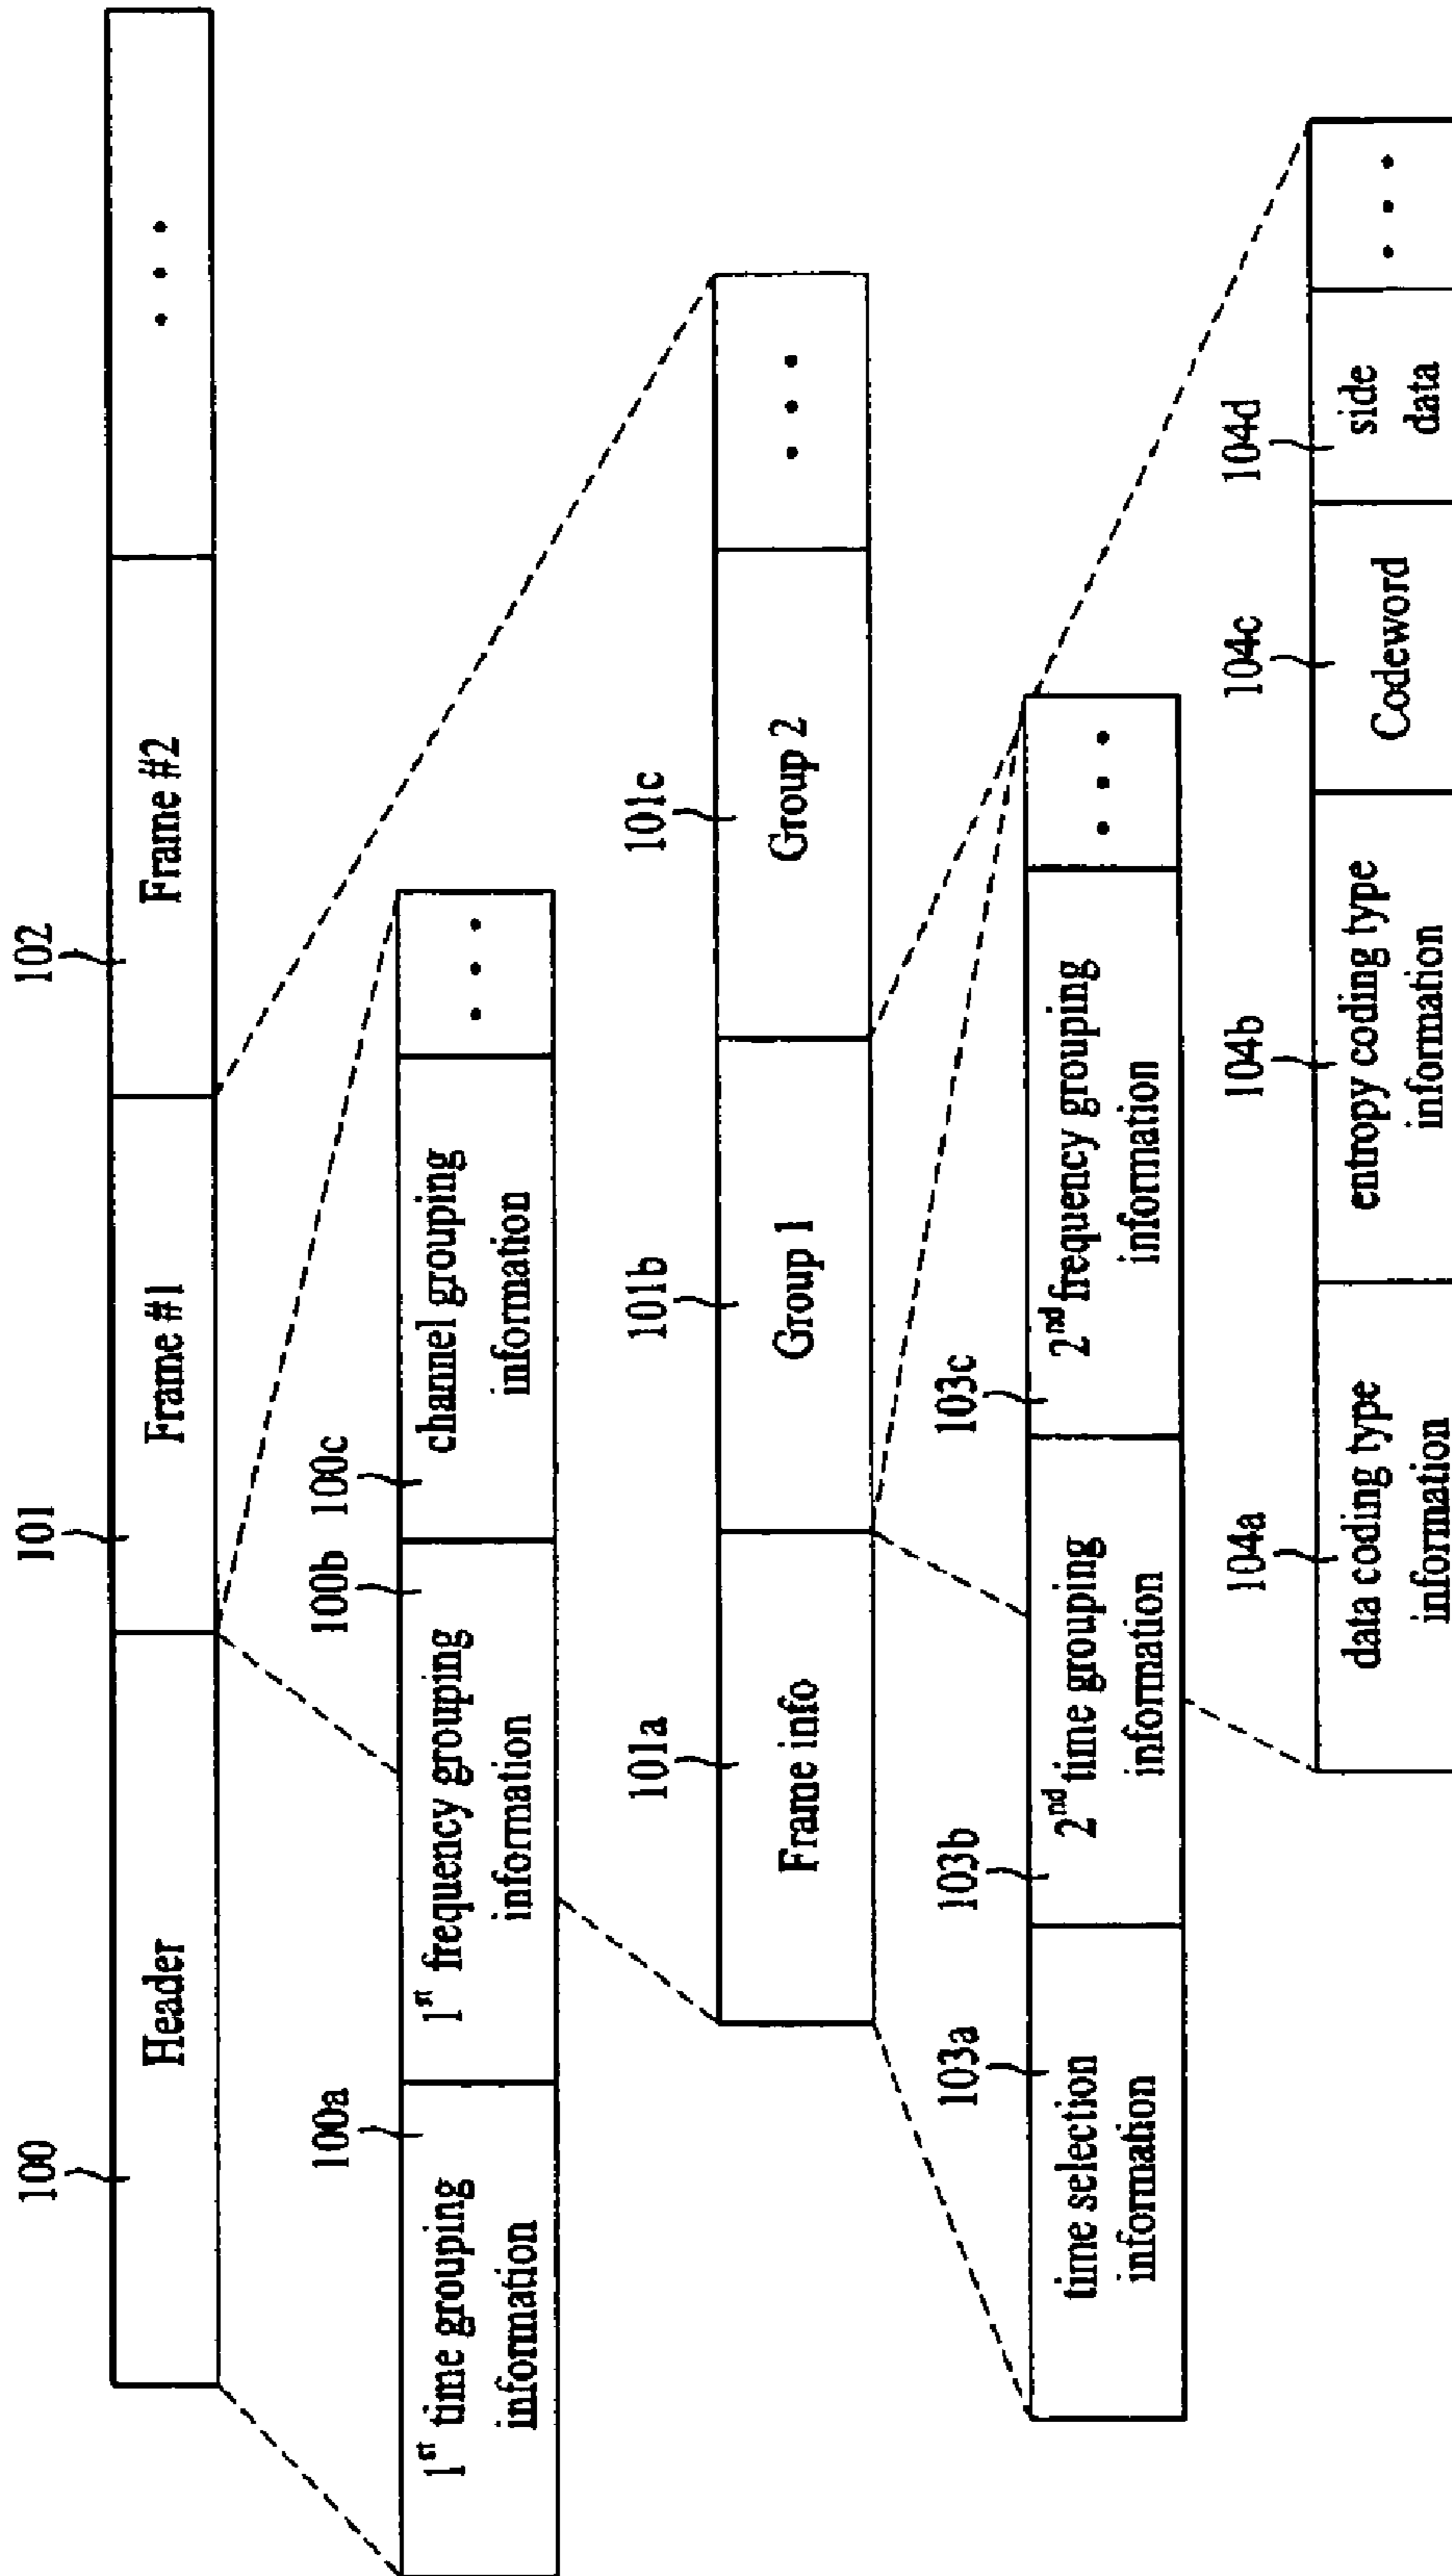 100
101
102
Header
Frame #1
Frame #2
• • •
100a
100b
100c
1st time grouping
information
1st frequency grouping
information
channel grouping
information
• • •
101a
101b
101c
Frame info
Group 1
Group 2
• • •
103a
103b
103c
time selection
information
2nd time grouping
information
2nd frequency grouping
information
• • •
104a
104b
104c
104d
data coding type
information
entropy coding type
information
Codeword
side
data
• • •